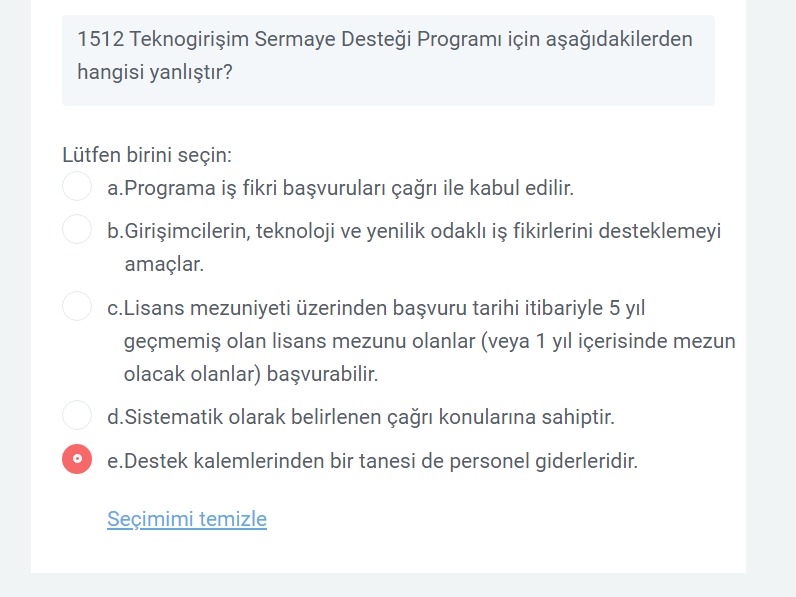 1512 Teknogirişim Sermaye Desteği Programı için aşağıdakilerden
hangisi yanlıştır?
Lütfen birini seçin:
a.Programa iş fikri başvuruları çağrı ile kabul edilir.
b.Girişimcilerin, teknoloji ve yenilik odaklı iş fikirlerini desteklemeyi
amaçlar.
c.Lisans mezuniyeti üzerinden başvuru tarihi itibariyle 5 yıl
geçmemiş olan lisans mezunu olanlar (veya 1 yıl içerisinde mezun
olacak olanlar) başvurabilir.
d.Sistematik olarak belirlenen çağrı konularına sahiptir.
e.Destek kalemlerinden bir tanesi de personel giderleridir.
Seçimimi temizle